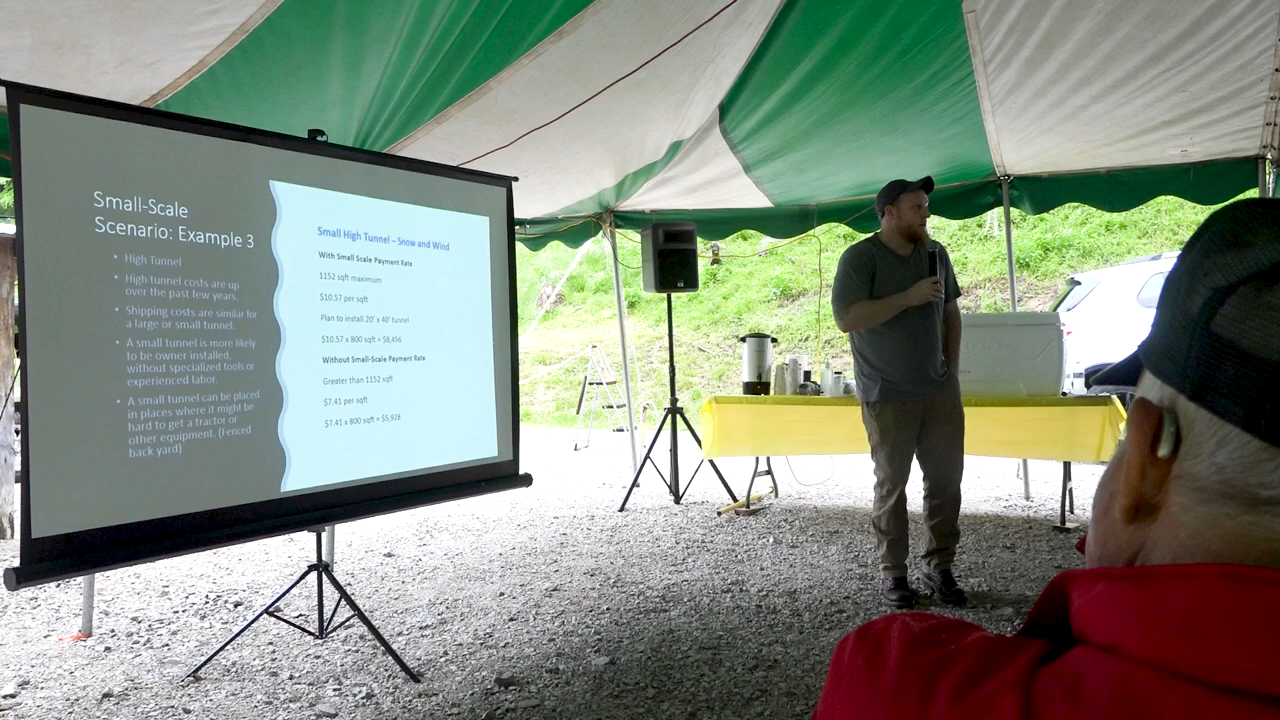 Small-Scale
Scenario: Example 3
• High Tunnel
• High tunnel costs are up
over the past few years.
• Shipping costs are similar for
a large or small tunnel.
• A small tunnel is more likely
to be owner installed,
without specialized tools or
experienced labor.
• A small tunnel can be placed
in places where it might be
hard to get a tractor or
other equipment. (Fenced
back yard)
Small High Tunnel – Snow and Wind
With Small Scale Payment Rate
1152 sqft maximum
$10.57 per sqft
Plan to install 20' x 40' tunnel
$10.57 x 800 sqft = $8,456
Without Small-Scale Payment Rate
Greater than 1152 sqft
$7.41 per sqft
$7.41 x 800 sqft = $5,928